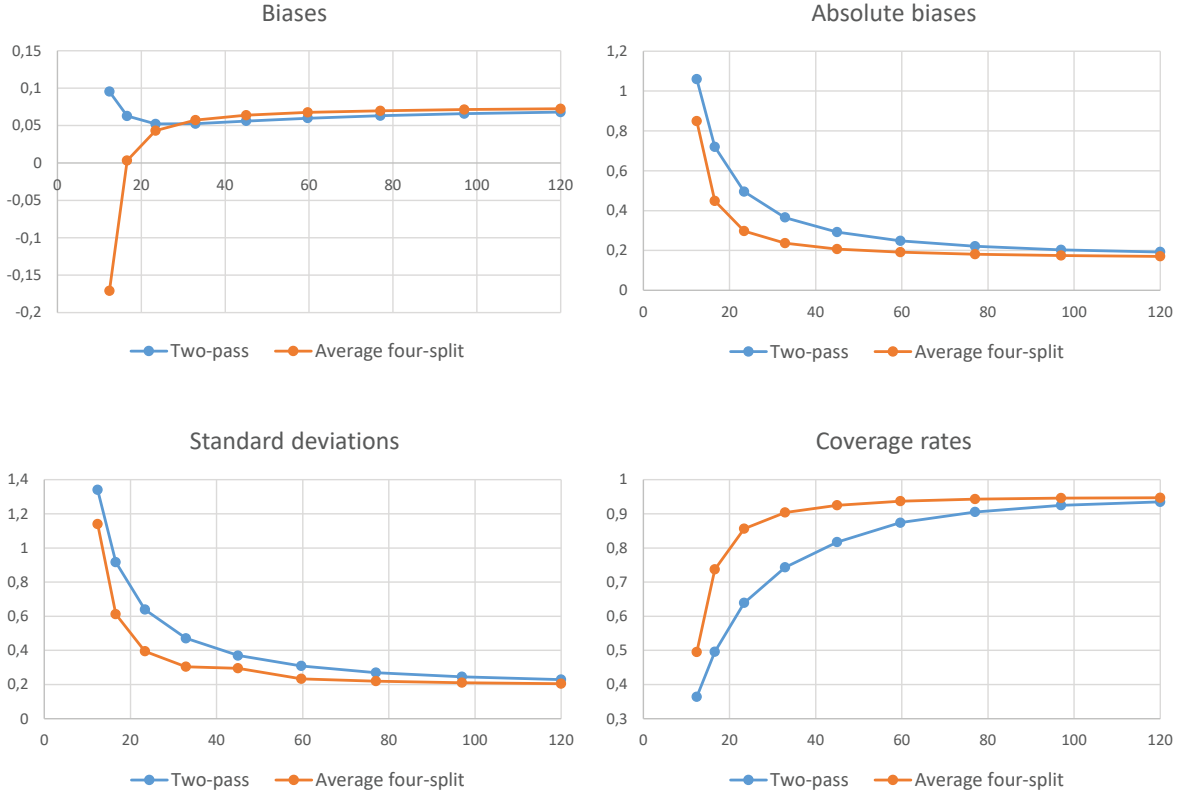 Biases
0,15
0,1
0,05
0
-0,05
-0,1
-0,15
-0,2
0 20 40 60 80 100 120
Two-pass Average four-split
Absolute biases
1,2
1
0,8
0,6
0,4
0,2
0
0 20 40 60 80 100 120
Two-pass Average four-split
Standard deviations
1,4
1,2
1
0,8
0,6
0,4
0,2
0
0 20 40 60 80 100 120
Two-pass Average four-split
Coverage rates
1
0,9
0,8
0,7
0,6
0,5
0,4
0,3
0 20 40 60 80 100 120
Two-pass Average four-split